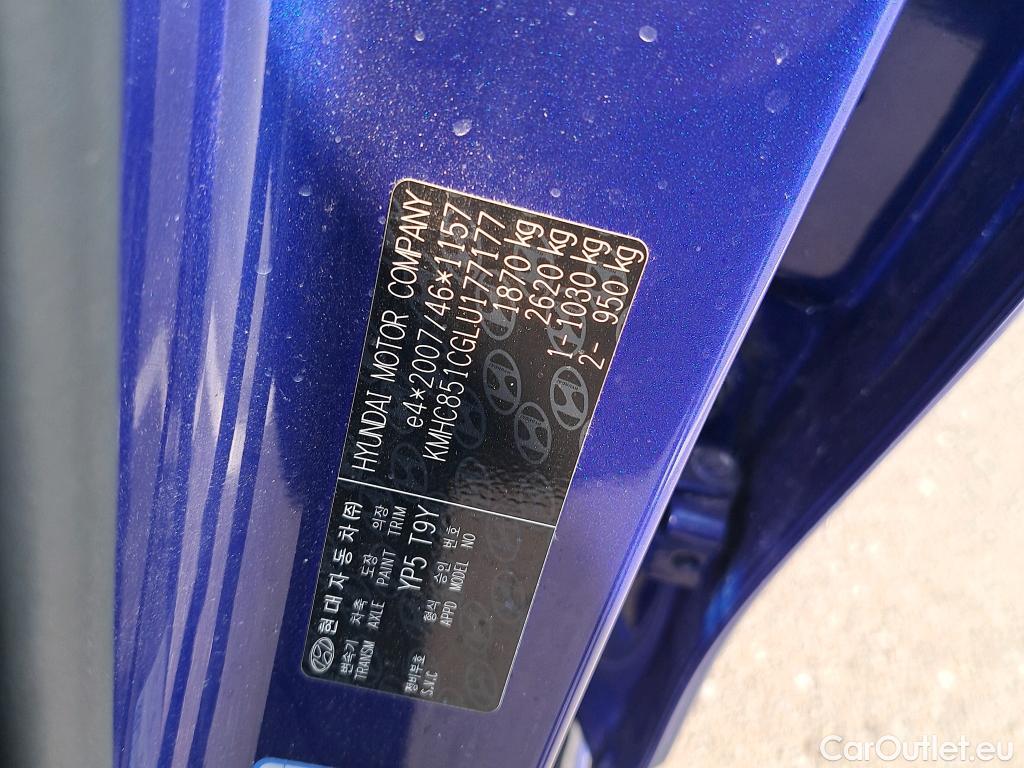 현대자동차(주)
변속기 차축 도장 의장
TRANSM AXLE PAINT TRIM
YP5 T9Y
정비부호 형식 승인 번호
S.V.C APPD MODEL NO
HYUNDAI MOTOR COMPANY
e4*2007/46*1157
KMHC851CGLU177177
1870 kg
2620 kg
1- 1030 kg
2- 950 kg
CarOutlet.eu